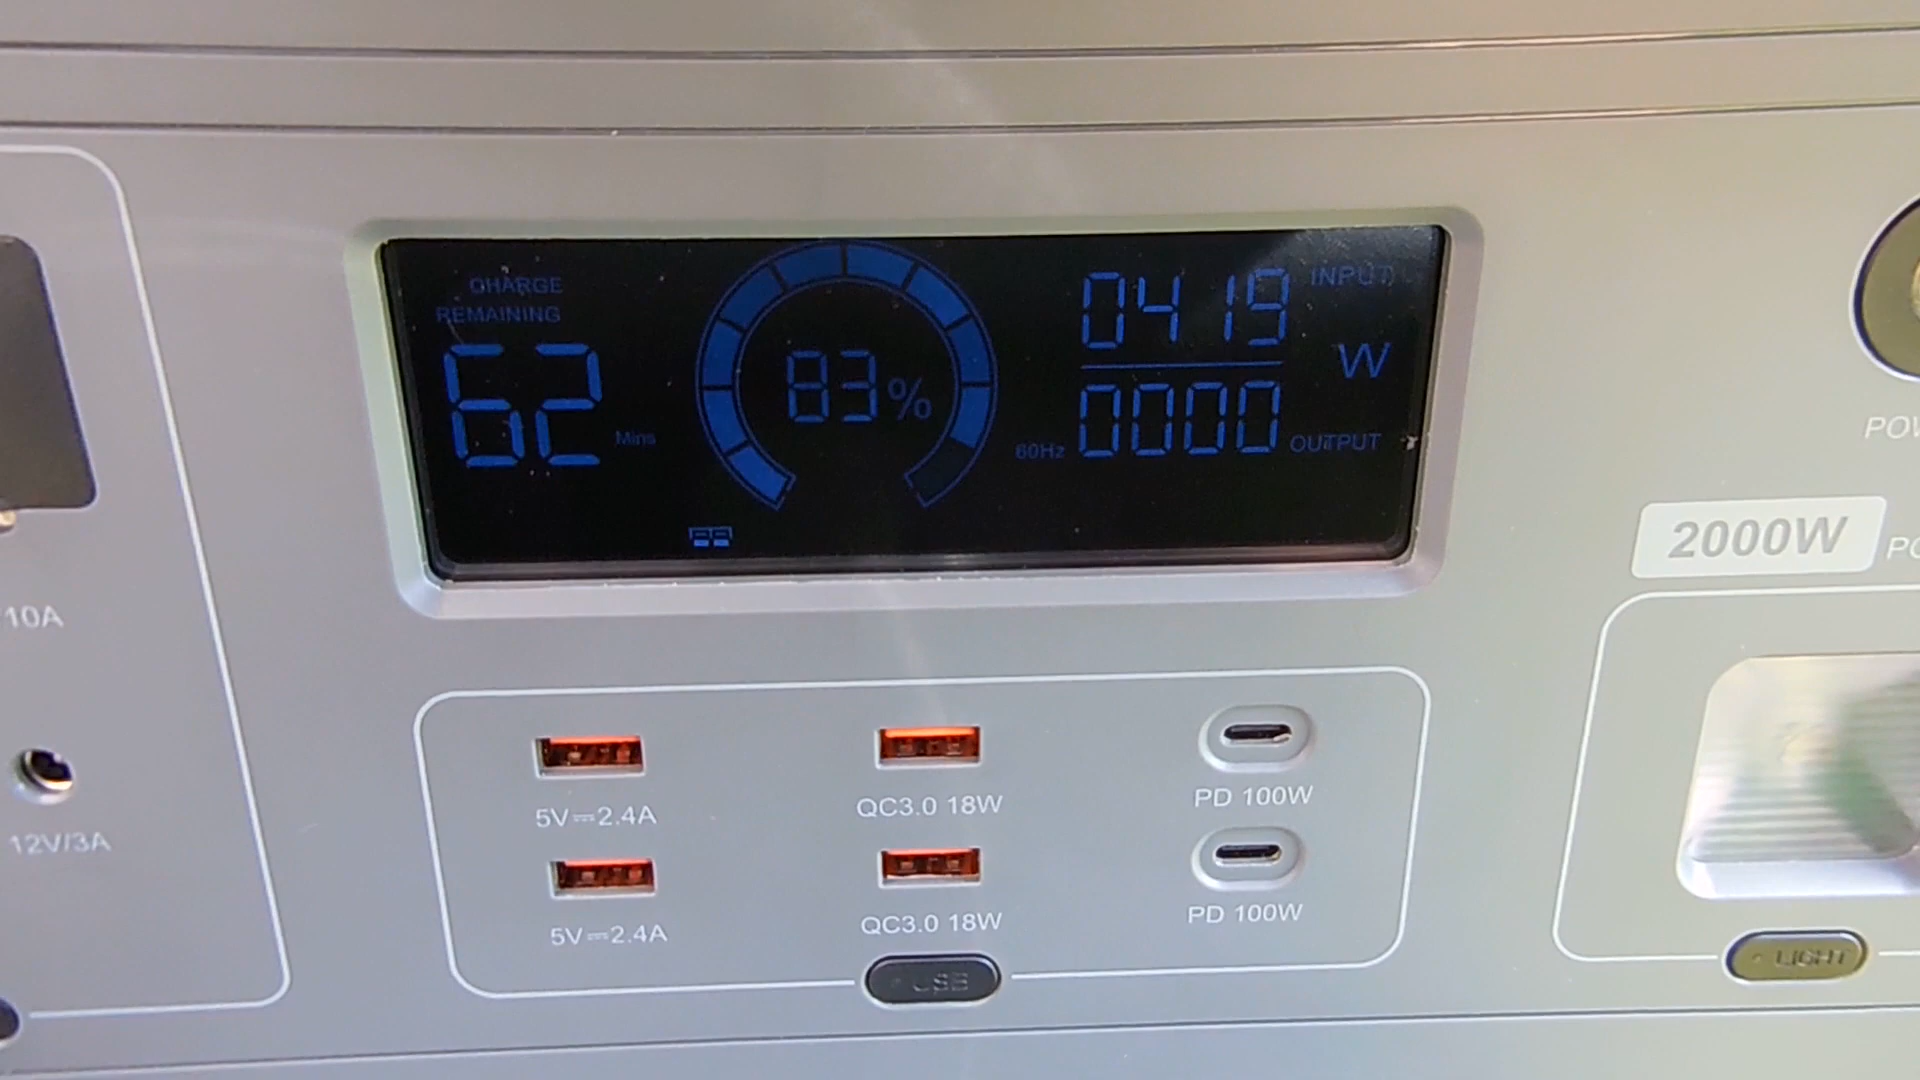 CHARGE
REMAINING
62 Mins
83%
0419 INPUT
W
60Hz 0000 OUTPUT
2000W
10A
12V/3A
5V⎓2.4A
QC3.0 18W
PD 100W
5V⎓2.4A
QC3.0 18W
PD 100W
USB
LIGHT